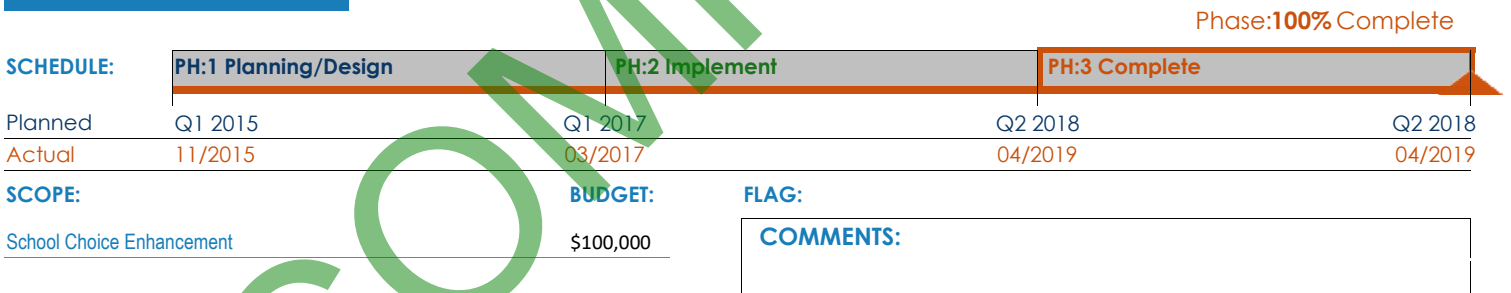 Phase:100% Complete
SCHEDULE: PH:1 Planning/Design PH:2 Implement PH:3 Complete
Planned Q1 2015 Q1 2017 Q2 2018 Q2 2018
Actual 11/2015 03/2017 04/2019 04/2019
SCOPE: BUDGET: FLAG:
School Choice Enhancement $100,000 COMMENTS: